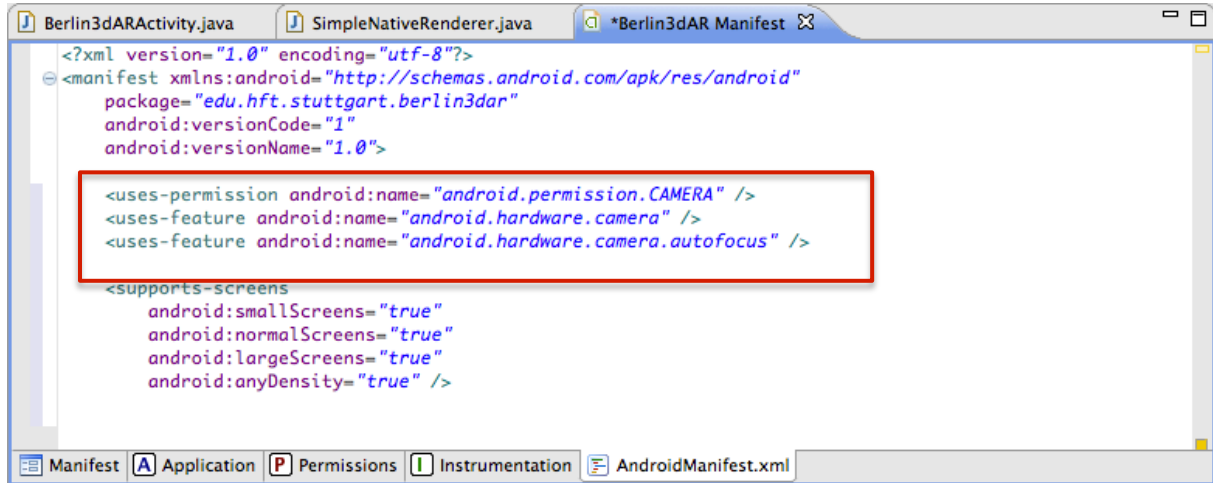 Berlin3dARActivity.java SimpleNativeRenderer.java *Berlin3dAR Manifest
<?xml version="1.0" encoding="utf-8"?>
<manifest xmlns:android="http://schemas.android.com/apk/res/android"
package="edu.hft.stuttgart.berlin3dar"
android:versionCode="1"
android:versionName="1.0">
<uses-permission android:name="android.permission.CAMERA" />
<uses-feature android:name="android.hardware.camera" />
<uses-feature android:name="android.hardware.camera.autofocus" />
<supports-screens
android:smallScreens="true"
android:normalScreens="true"
android:largeScreens="true"
android:anyDensity="true" />
Manifest A Application P Permissions I Instrumentation AndroidManifest.xml